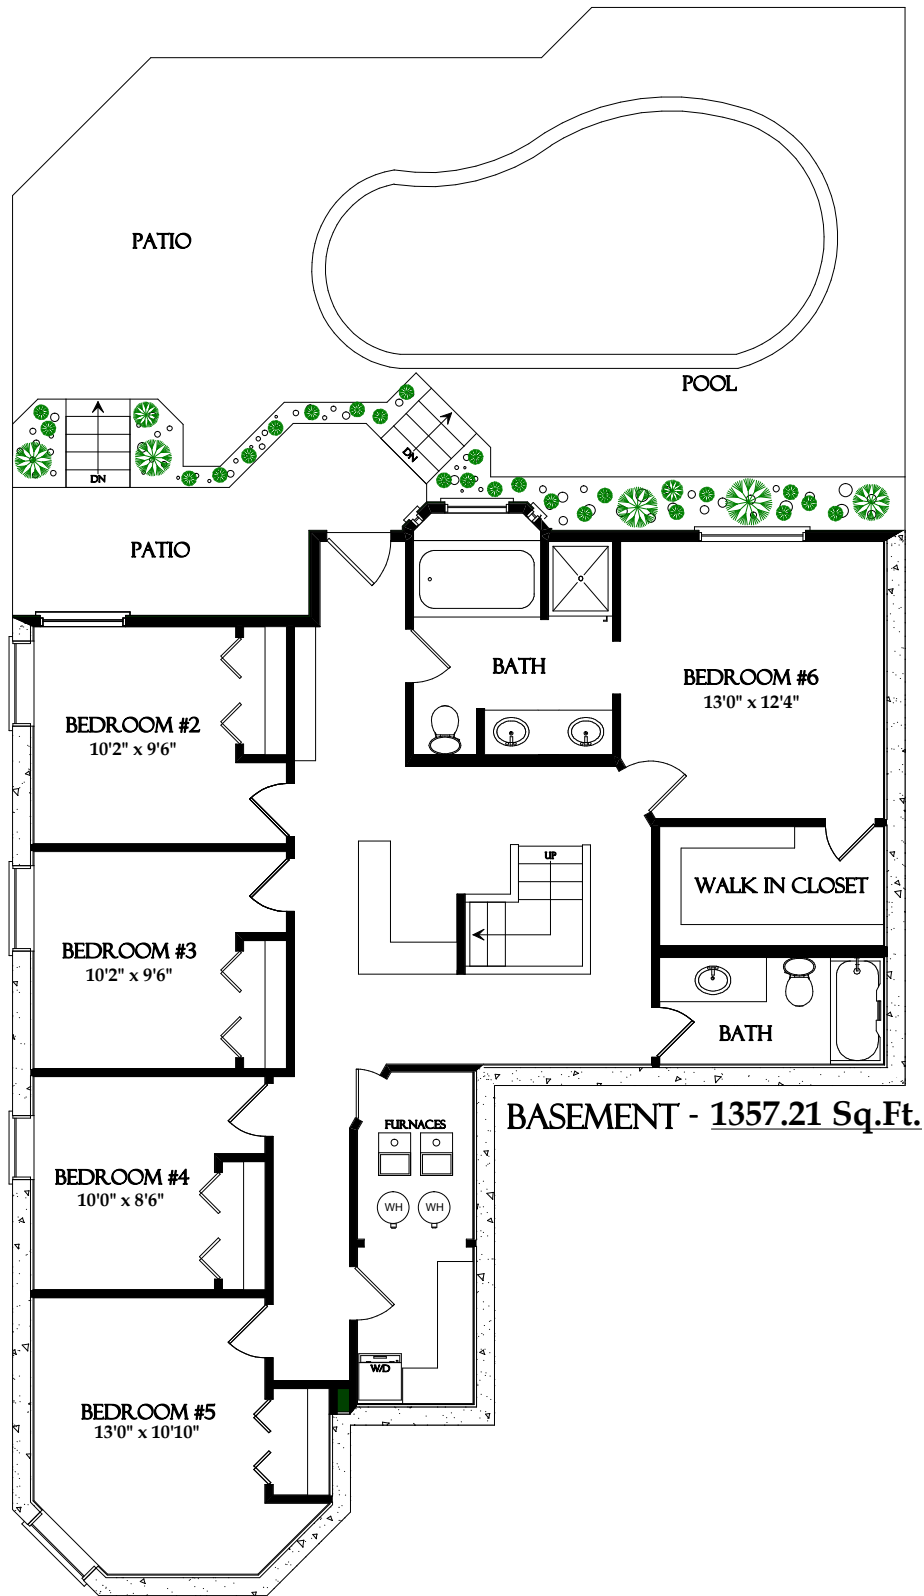 PATIO
POOL
DN
DN
PATIO
BATH
BEDROOM #6
13'0" x 12'4"
BEDROOM #2
10'2" x 9'6"
UP
WALK IN CLOSET
BEDROOM #3
10'2" x 9'6"
BATH
BASEMENT - 1357.21 Sq.Ft.
FURNACES
BEDROOM #4
10'0" x 8'6"
WH
WH
W/D
BEDROOM #5
13'0" x 10'10"